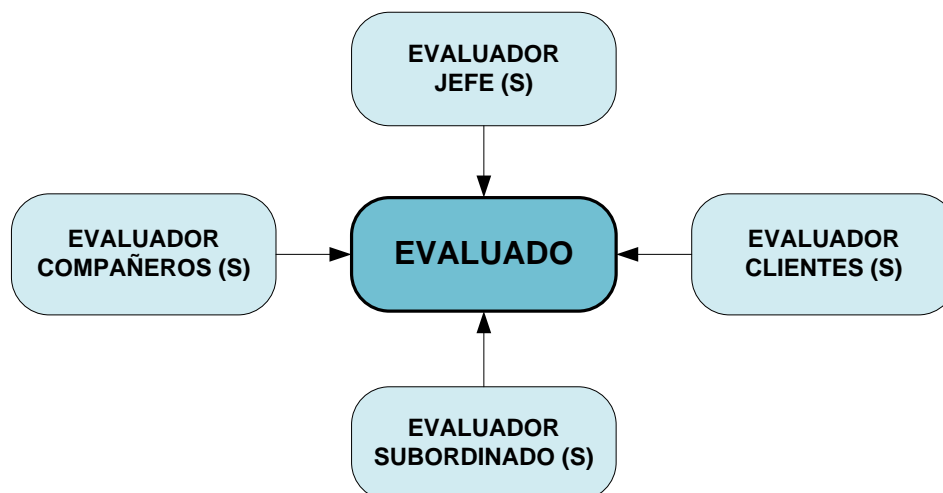 EVALUADOR
JEFE (S)
EVALUADOR
COMPAÑEROS (S)
EVALUADO
EVALUADOR
CLIENTES (S)
EVALUADOR
SUBORDINADO (S)